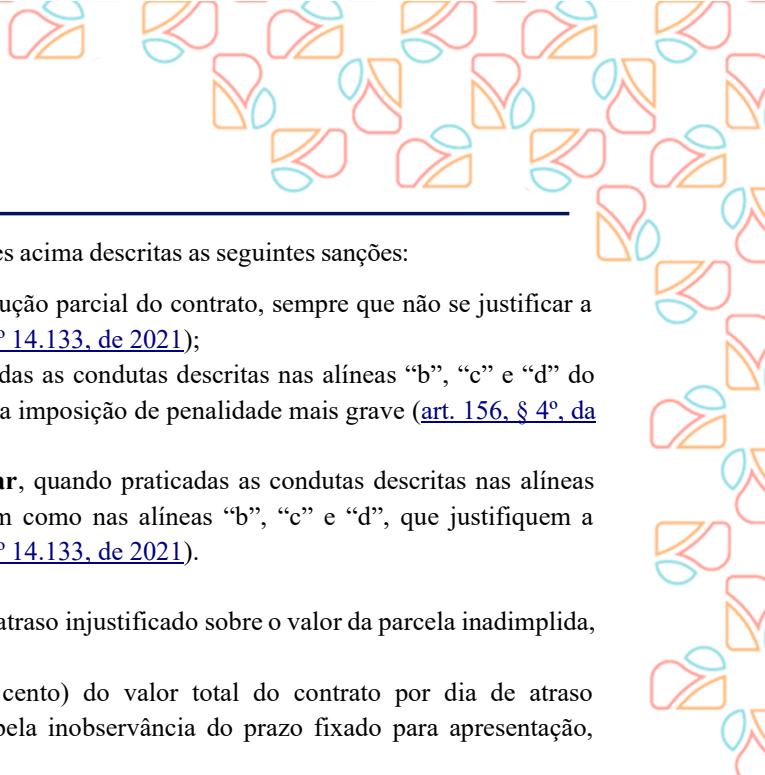 es acima descritas as seguintes sanções:
ução parcial do contrato, sempre que não se justificar a
º 14.133, de 2021);
das as condutas descritas nas alíneas “b”, “c” e “d” do
a imposição de penalidade mais grave (art. 156, § 4º, da
ar, quando praticadas as condutas descritas nas alíneas
m como nas alíneas “b”, “c” e “d”, que justifiquem a
º 14.133, de 2021).
atraso injustificado sobre o valor da parcela inadimplida,
cento) do valor total do contrato por dia de atraso
pela inobservância do prazo fixado para apresentação,